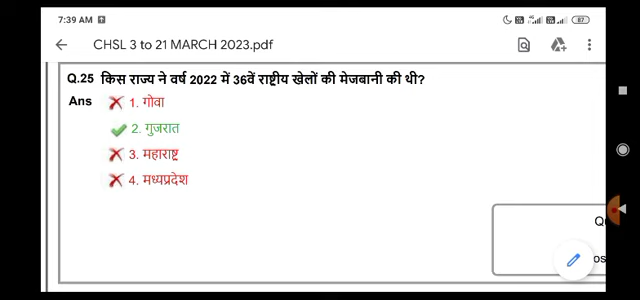 7:39 AM
87
CHSL 3 to 21 MARCH 2023.pdf
Q.25 किस राज्य ने वर्ष 2022 में 36वें राष्ट्रीय खेलों की मेजबानी की थी?
Ans 1. गोवा
2. गुजरात
3. महाराष्ट्र
4. मध्यप्रदेश